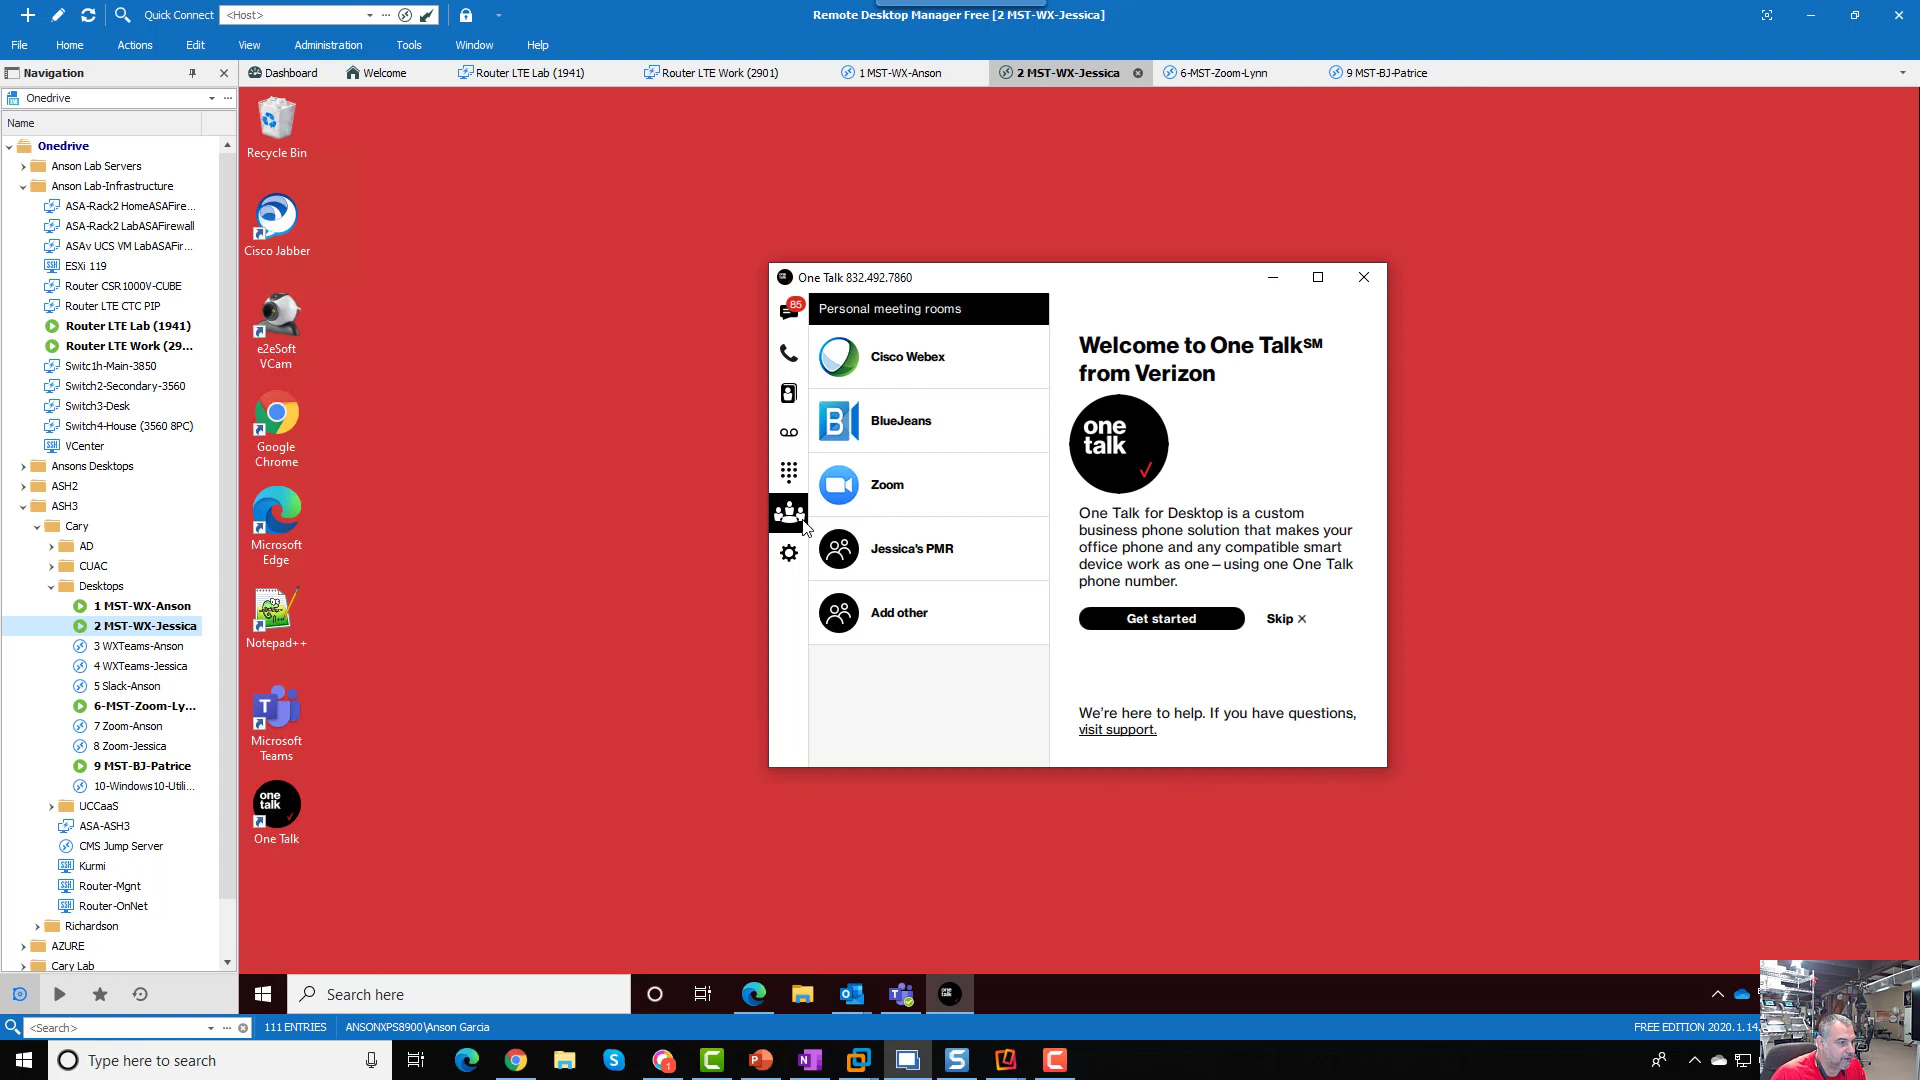 Quick Connect
<Host>
Remote Desktop Manager Free [2 MST-WX-Jessica]
File
Home
Actions
Edit
View
Administration
Tools
Window
Help
Navigation
Dashboard
Welcome
Router LTE Lab (1941)
Router LTE Work (2901)
1 MST-WX-Anson
2 MST-WX-Jessica
6-MST-Zoom-Lynn
9 MST-BJ-Patrice
Onedrive
Name
Onedrive
Anson Lab Servers
Anson Lab-Infrastructure
ASA-Rack2 HomeASAFire...
ASA-Rack2 LabASAFirewall
ASAv UCS VM LabASAFir...
SSH
ESXi 119
Router CSR1000V-CUBE
Router LTE CTC PIP
Router LTE Lab (1941)
Router LTE Work (29...
Switc1h-Main-3850
Switch2-Secondary-3560
Switch3-Desk
Switch4-House (3560 8PC)
SSH
VCenter
Ansons Desktops
ASH2
ASH3
Cary
AD
CUAC
Desktops
1 MST-WX-Anson
2 MST-WX-Jessica
3 WXTeams-Anson
4 WXTeams-Jessica
5 Slack-Anson
6-MST-Zoom-Ly...
7 Zoom-Anson
8 Zoom-Jessica
9 MST-BJ-Patrice
10-Windows10-Utili...
UCCaaS
ASA-ASH3
CMS Jump Server
SSH
Kurmi
SSH
Router-Mgnt
SSH
Router-OnNet
Richardson
AZURE
Cary Lab
Recycle Bin
Cisco Jabber
e2eSoft
VCam
Google
Chrome
Microsoft
Edge
Notepad++
T
Microsoft
Teams
one
talk
One Talk
One Talk 832.492.7860
85
Personal meeting rooms
Cisco Webex
B
BlueJeans
Zoom
Jessica's PMR
Add other
Welcome to One Talk℠
from Verizon
one
talk
One Talk for Desktop is a custom
business phone solution that makes your
office phone and any compatible smart
device work as one – using one One Talk
phone number.
Get started
Skip ×
We're here to help. If you have questions,
visit support.
Search here
<Search>
111 ENTRIES
ANSONXPS8900\Anson Garcia
FREE EDITION 2020.1.14.
Type here to search